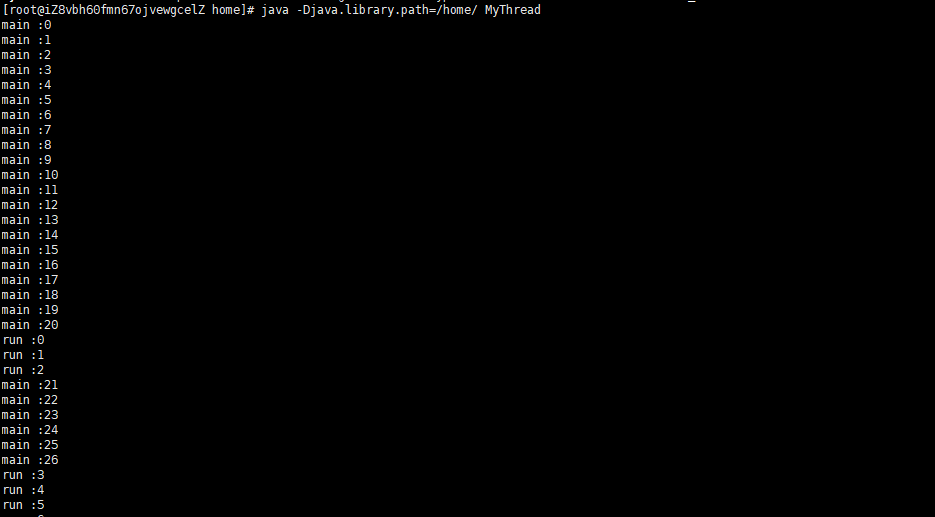 [root@iZ8vbh60fmn67ojvewgcelZ home]# java -Djava.library.path=/home/ MyThread
main :0
main :1
main :2
main :3
main :4
main :5
main :6
main :7
main :8
main :9
main :10
main :11
main :12
main :13
main :14
main :15
main :16
main :17
main :18
main :19
main :20
run :0
run :1
run :2
main :21
main :22
main :23
main :24
main :25
main :26
run :3
run :4
run :5